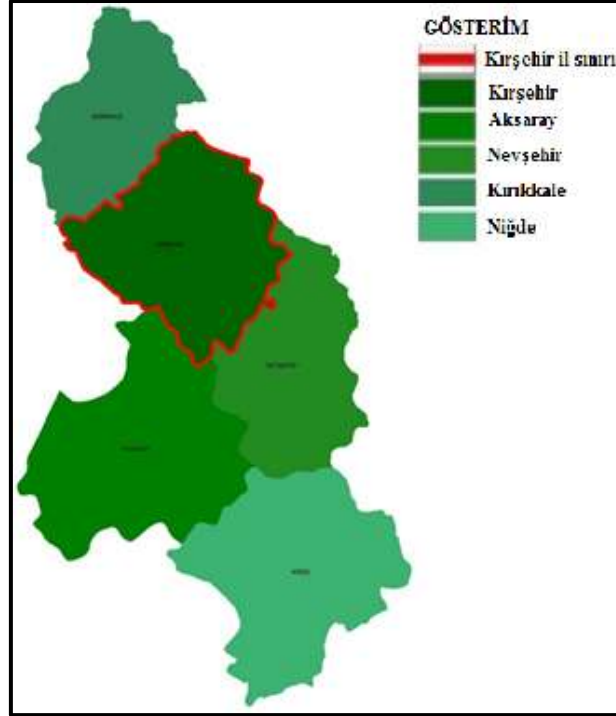 GÖSTERİM
Kırşehir il sınırı
Kırşehir
Aksaray
Nevşehir
Kırıkkale
Niğde